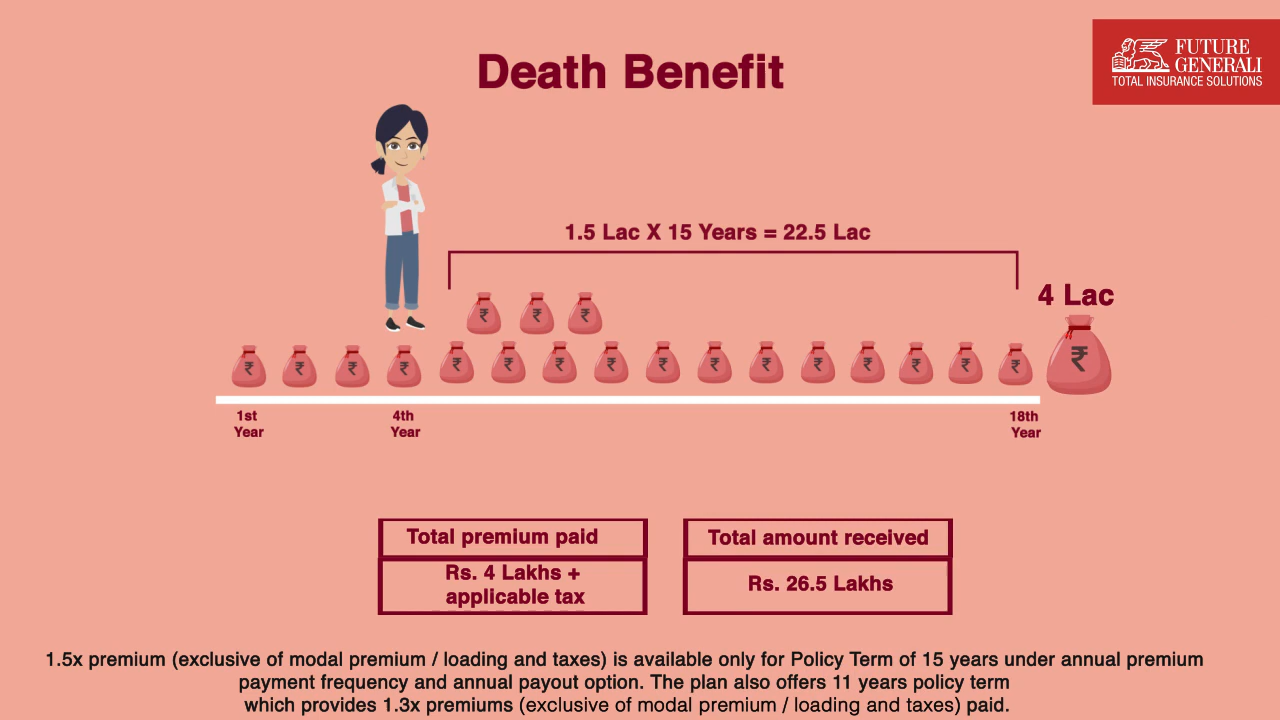 Death Benefit
FUTURE
GENERALI
TOTAL INSURANCE SOLUTIONS
1.5 Lac X 15 Years = 22.5 Lac
4 Lac
₹ ₹ ₹
₹ ₹ ₹ ₹ ₹ ₹ ₹ ₹ ₹ ₹ ₹ ₹ ₹ ₹ ₹ ₹ ₹
1st
Year
4th
Year
18th
Year
Total premium paid
Rs. 4 Lakhs +
applicable tax
Total amount received
Rs. 26.5 Lakhs
1.5x premium (exclusive of modal premium / loading and taxes) is available only for Policy Term of 15 years under annual premium
payment frequency and annual payout option. The plan also offers 11 years policy term
which provides 1.3x premiums (exclusive of modal premium / loading and taxes) paid.